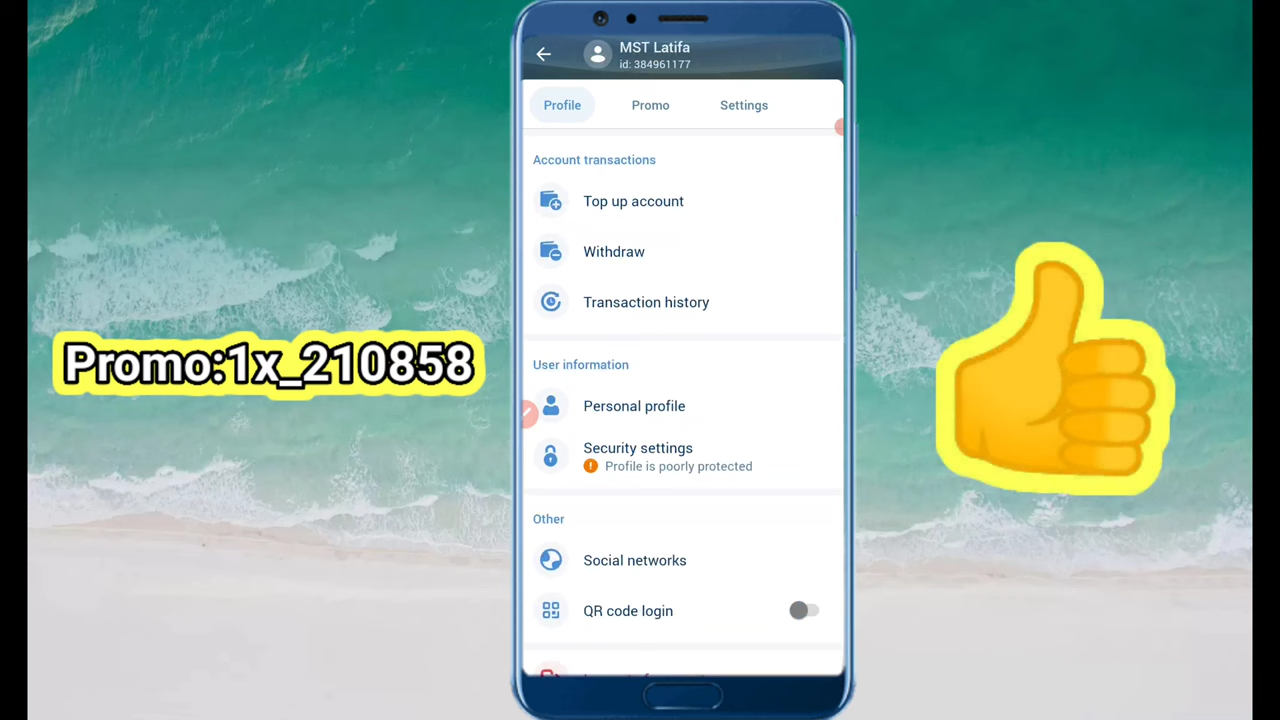 MST Latifa
id: 384961177
Profile
Promo
Settings
Account transactions
Top up account
Withdraw
Transaction history
User information
Personal profile
Security settings
Profile is poorly protected
Other
Social networks
QR code login
Promo:1x_210858